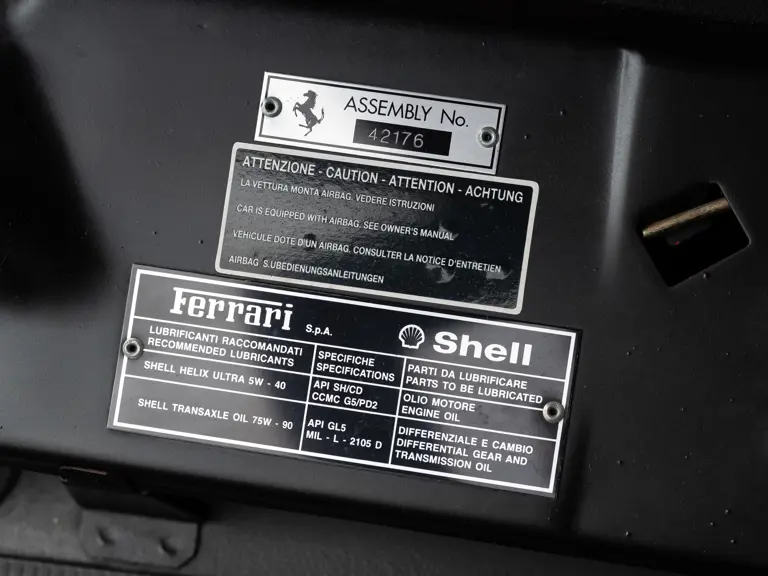 ASSEMBLY No.
42176
ATTENZIONE - CAUTION - ATTENTION - ACHTUNG
LA VETTURA MONTA AIRBAG. VEDERE ISTRUZIONI
CAR IS EQUIPPED WITH AIRBAG. SEE OWNER'S MANUAL
VEHICULE DOTE D'UN AIRBAG. CONSULTER LA NOTICE D'ENTRETIEN
AIRBAG S.UBEDIENUNGSANLEITUNGEN
Ferrari S.p.A.
Shell
LUBRIFICANTI RACCOMANDATI
RECOMMENDED LUBRICANTS
SPECIFICHE
SPECIFICATIONS
PARTI DA LUBRIFICARE
PARTS TO BE LUBRICATED
SHELL HELIX ULTRA 5W - 40
API SH/CD
CCMC G5/PD2
OLIO MOTORE
ENGINE OIL
SHELL TRANSAXLE OIL 75W - 90
API GL5
MIL - L - 2105 D
DIFFERENZIALE E CAMBIO
DIFFERENTIAL GEAR AND
TRANSMISSION OIL